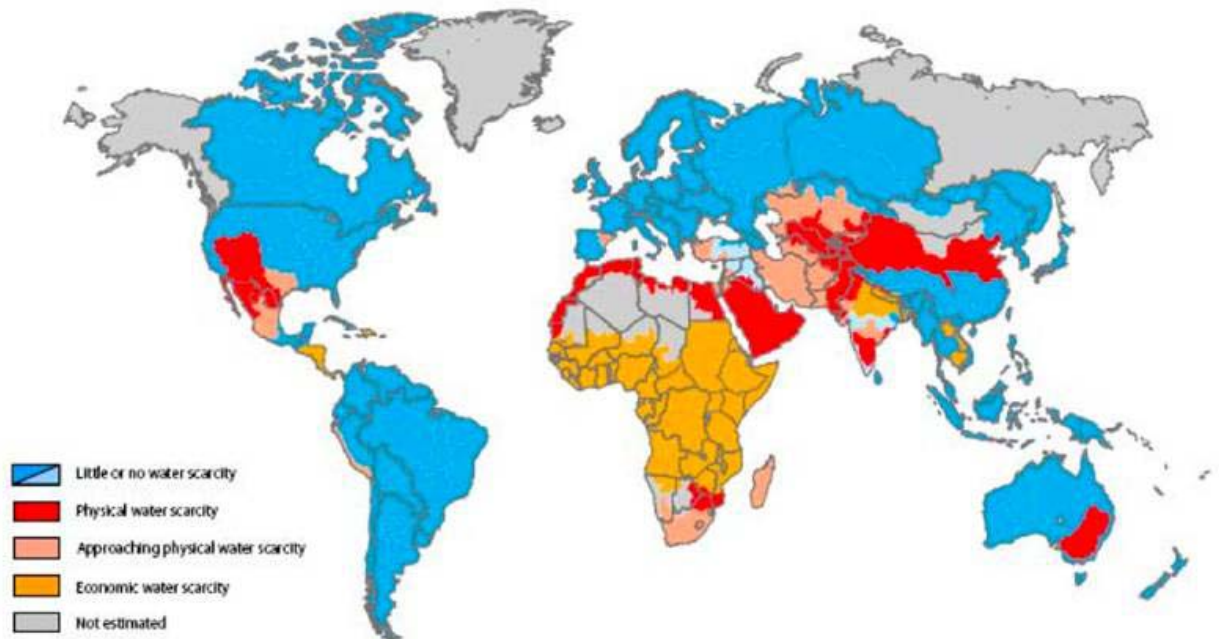 Little or no water scarcity
Physical water scarcity
Approaching physical water scarcity
Economic water scarcity
Not estimated